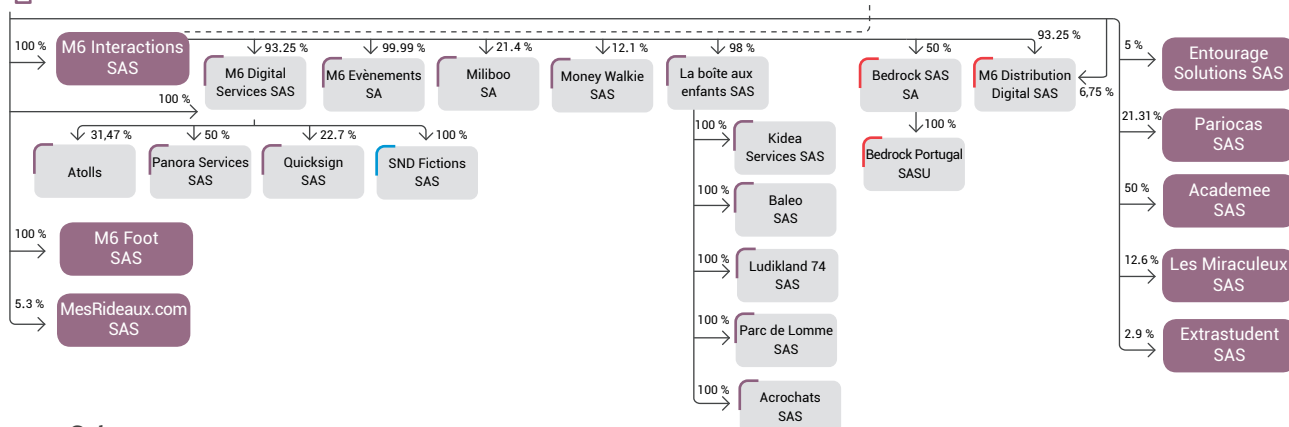 100 %
M6 Interactions
SAS
93.25 %
M6 Digital
Services SAS
99.99 %
M6 Evènements
SA
21.4 %
Miliboo
SA
12.1 %
Money Walkie
SAS
98 %
La boîte aux
enfants SAS
50 %
Bedrock SAS
SA
93.25 %
M6 Distribution
Digital SAS
6,75 %
5 %
Entourage
Solutions SAS
100 %
31,47 %
Atolls
50 %
Panora Services
SAS
22.7 %
Quicksign
SAS
100 %
SND Fictions
SAS
100 %
Kidea
Services SAS
100 %
Baleo
SAS
100 %
Ludikland 74
SAS
100 %
Parc de Lomme
SAS
100 %
Acrochats
SAS
100 %
Bedrock Portugal
SASU
21.31%
Pariocas
SAS
50 %
Academee
SAS
12.6 %
Les Miraculeux
SAS
2.9 %
Extrastudent
SAS
100 %
M6 Foot
SAS
5.3 %
MesRideaux.com
SAS